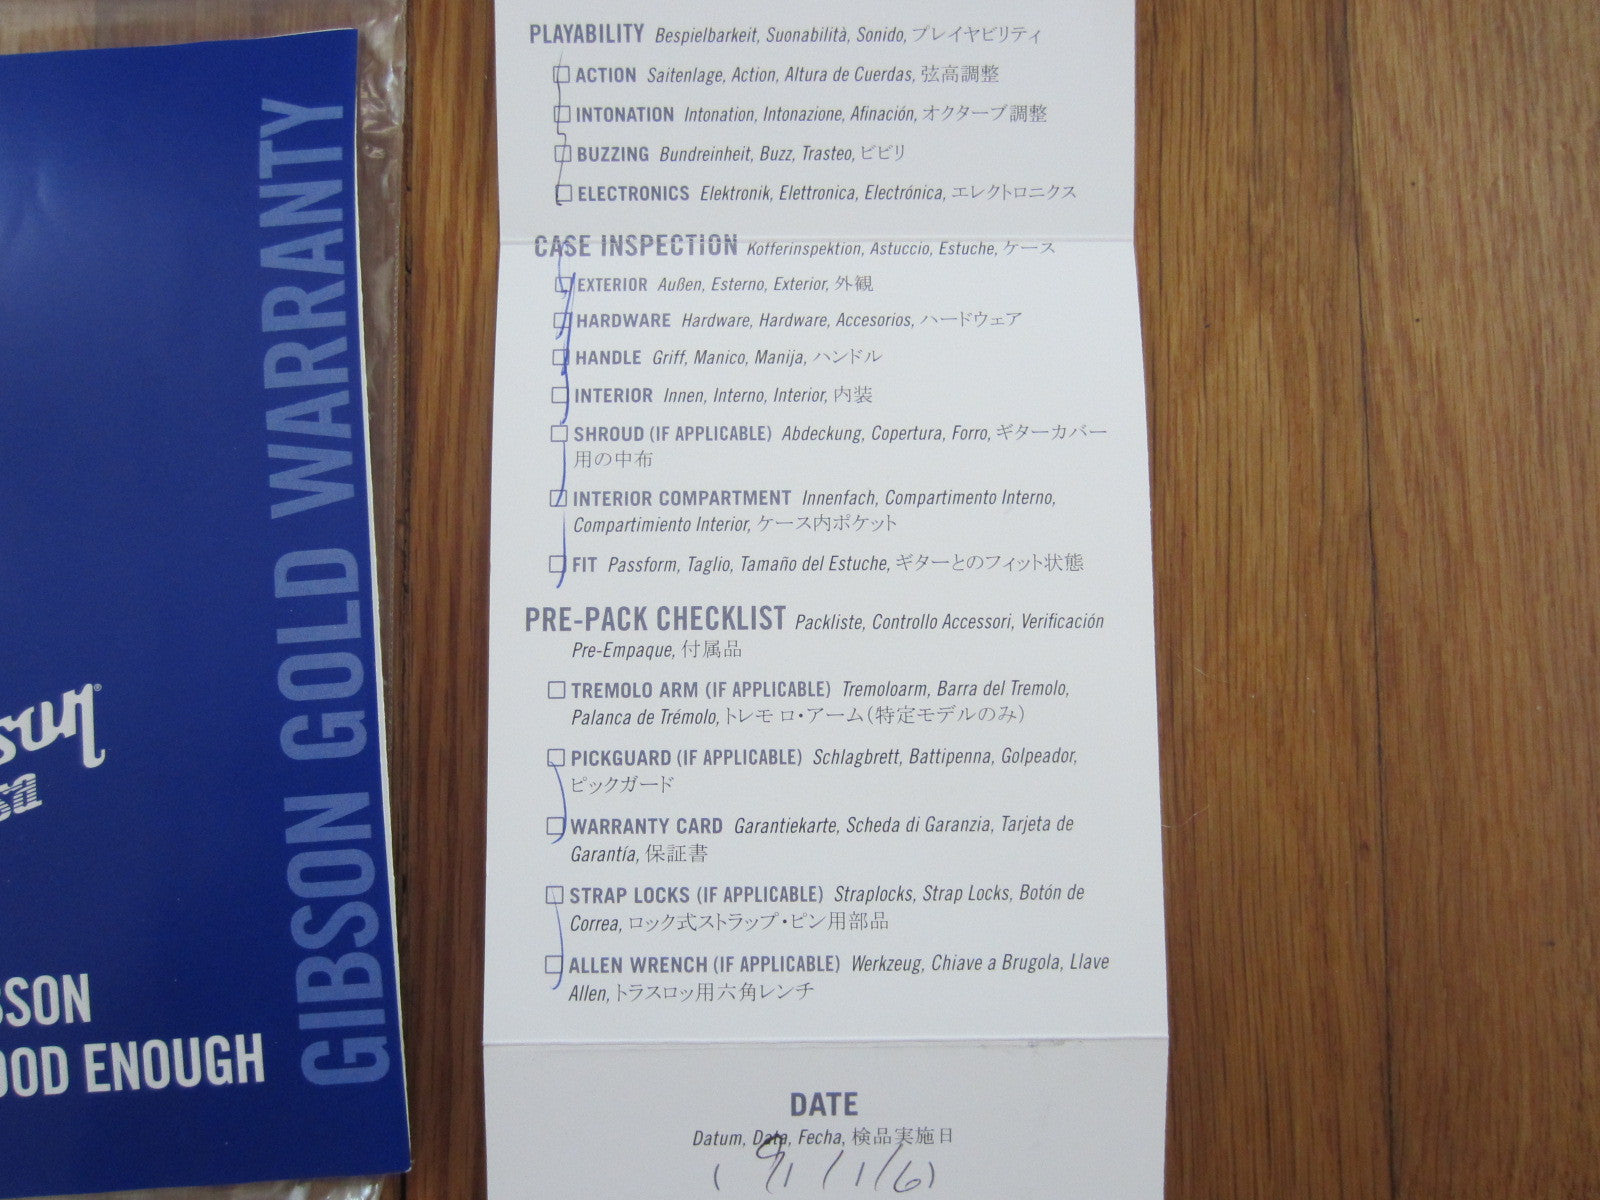 GIBSON GOLD WARRANTY
OOD ENOUGH
PLAYABILITY Bespielbarkeit, Suonabilità, Sonido, プレイヤビリティ
☐ ACTION Saitenlage, Action, Altura de Cuerdas, 弦高調整
☐ INTONATION Intonation, Intonazione, Afinación, オクターブ調整
☐ BUZZING Bundreinheit, Buzz, Trasteo, ビビリ
☐ ELECTRONICS Elektronik, Elettronica, Electrónica, エレクトロニクス
CASE INSPECTION Kofferinspektion, Astuccio, Estuche, ケース
☐ EXTERIOR Außen, Esterno, Exterior, 外観
☐ HARDWARE Hardware, Hardware, Accesorios, ハードウェア
☐ HANDLE Griff, Manico, Manija, ハンドル
☐ INTERIOR Innen, Interno, Interior, 内装
☐ SHROUD (IF APPLICABLE) Abdeckung, Copertura, Forro, ギターカバー
用の中布
☐ INTERIOR COMPARTMENT Innenfach, Compartimento Interno,
Compartimiento Interior, ケース内ポケット
☐ FIT Passform, Taglio, Tamaño del Estuche, ギターとのフィット状態
PRE-PACK CHECKLIST Packliste, Controllo Accessori, Verificación
Pre-Empaque, 付属品
☐ TREMOLO ARM (IF APPLICABLE) Tremoloarm, Barra del Tremolo,
Palanca de Trémolo, トレモ ロ・アーム(特定モデルのみ)
☐ PICKGUARD (IF APPLICABLE) Schlagbrett, Battipenna, Golpeador,
ピックガード
☐ WARRANTY CARD Garantiekarte, Scheda di Garanzia, Tarjeta de
Garantía, 保証書
☐ STRAP LOCKS (IF APPLICABLE) Straplocks, Strap Locks, Botón de
Correa, ロック式ストラップ・ピン用部品
☐ ALLEN WRENCH (IF APPLICABLE) Werkzeug, Chiave a Brugola, Llave
Allen, トラスロッ用六角レンチ
DATE
Datum, Data, Fecha, 検品実施日